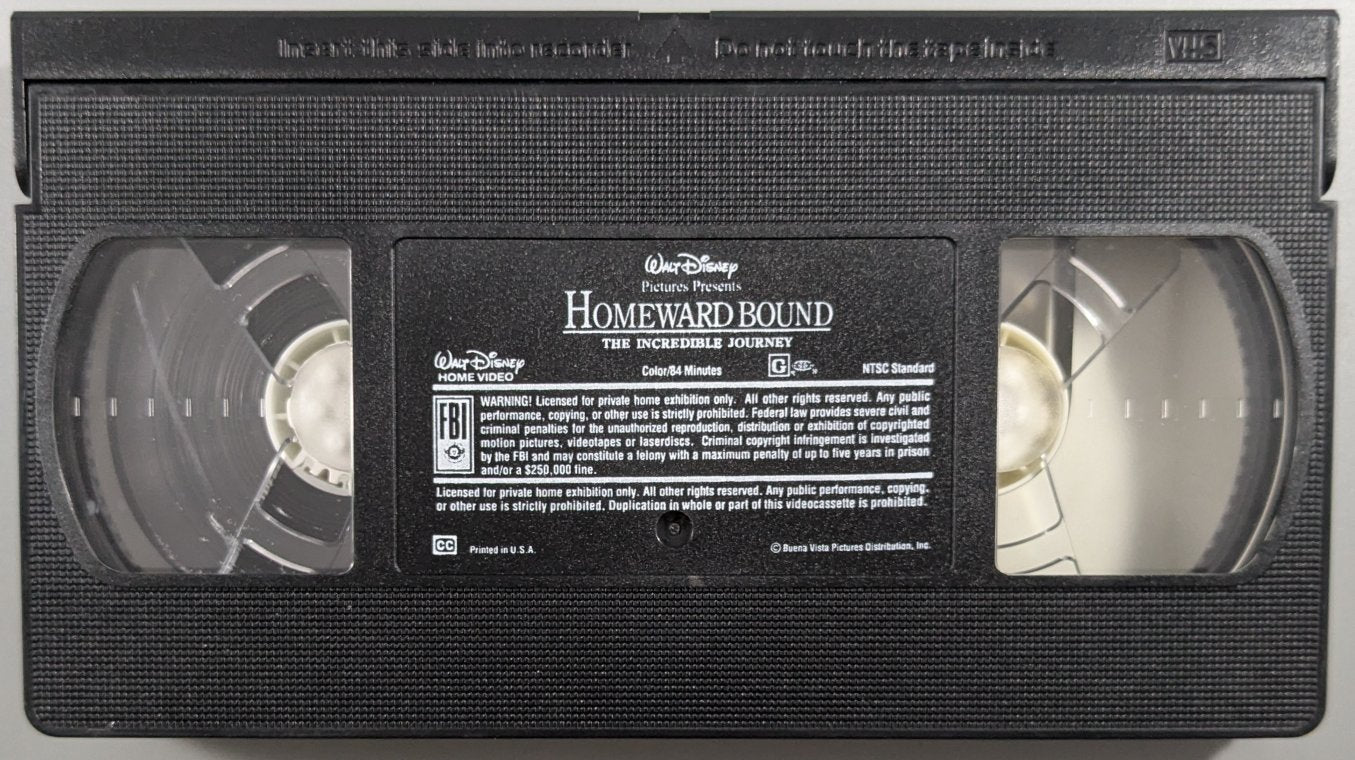 Insert this side into recorder Do not touch the tape inside VHS
WALT DISNEY
Pictures Presents
HOMEWARD BOUND
THE INCREDIBLE JOURNEY
WALT DISNEY
HOME VIDEO
Color/84 Minutes G NTSC Standard
FBI
WARNING! Licensed for private home exhibition only. All other rights reserved. Any public
performance, copying, or other use is strictly prohibited. Federal law provides severe civil and
criminal penalties for the unauthorized reproduction, distribution or exhibition of copyrighted
motion pictures, videotapes or laserdiscs. Criminal copyright infringement is investigated
by the FBI and may constitute a felony with a maximum penalty of up to five years in prison
and/or a $250,000 fine.
Licensed for private home exhibition only. All other rights reserved. Any public performance, copying,
or other use is strictly prohibited. Duplication in whole or part of this videocassette is prohibited.
CC Printed in U.S.A. © Buena Vista Pictures Distribution, Inc.